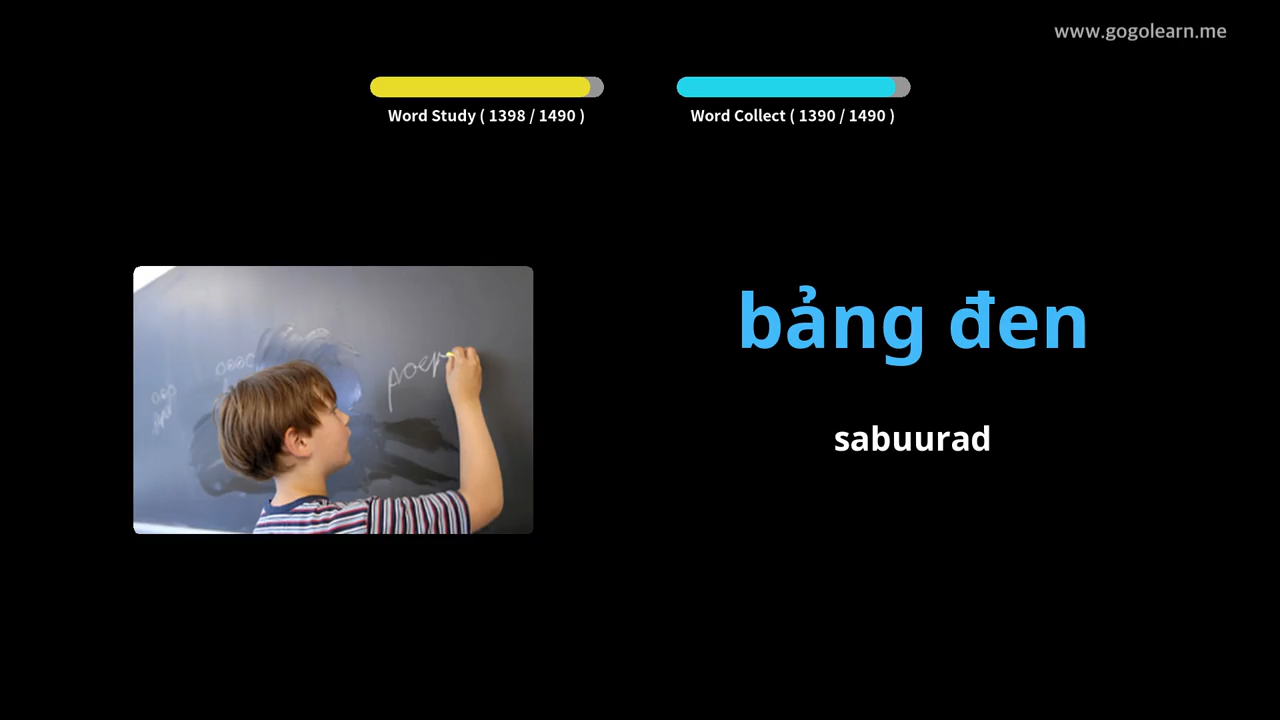 www.gogolearn.me
Word Study ( 1398 / 1490 )
Word Collect ( 1390 / 1490 )
bảng đen
sabuurad